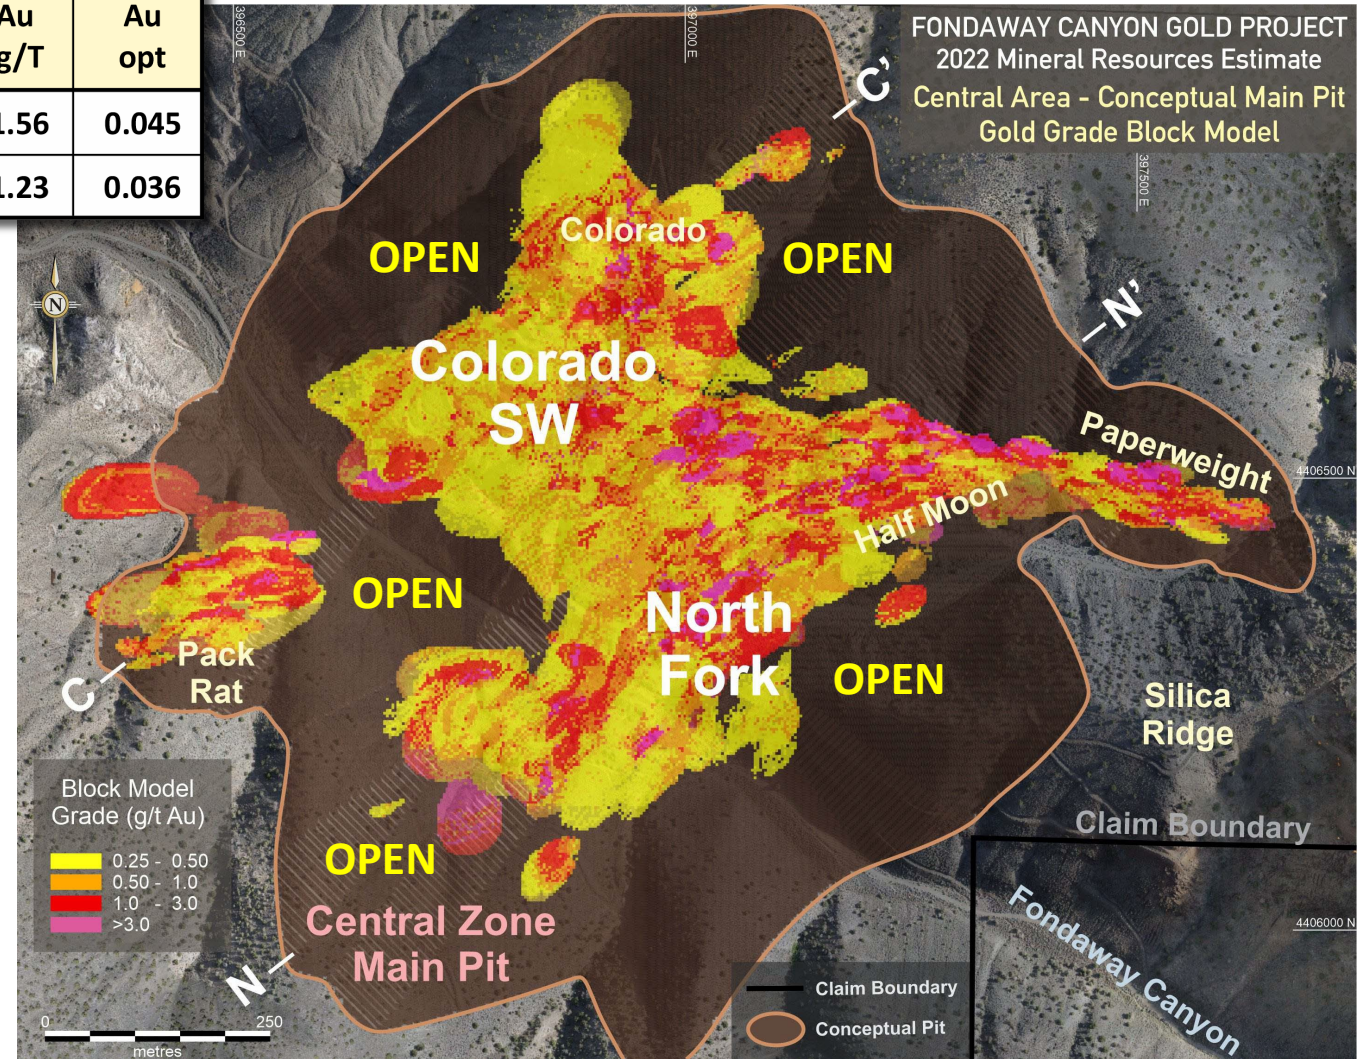 Au Au
g/T opt
1.56 0.045
1.23 0.036
396500 E
397000 E
397500 E
FONDAWAY CANYON GOLD PROJECT
2022 Mineral Resources Estimate
Central Area - Conceptual Main Pit
Gold Grade Block Model
C'
N'
N
OPEN
Colorado
OPEN
Colorado
SW
Paperweight
4406500 N
Half Moon
OPEN
North
Fork
Pack
Rat
C
OPEN
Silica
Ridge
Block Model
Grade (g/t Au)
0.25 - 0.50
0.50 - 1.0
1.0 - 3.0
>3.0
OPEN
Claim Boundary
Central Zone
Main Pit
N
Fondaway Canyon
4406000 N
Claim Boundary
Conceptual Pit
0 250
metres